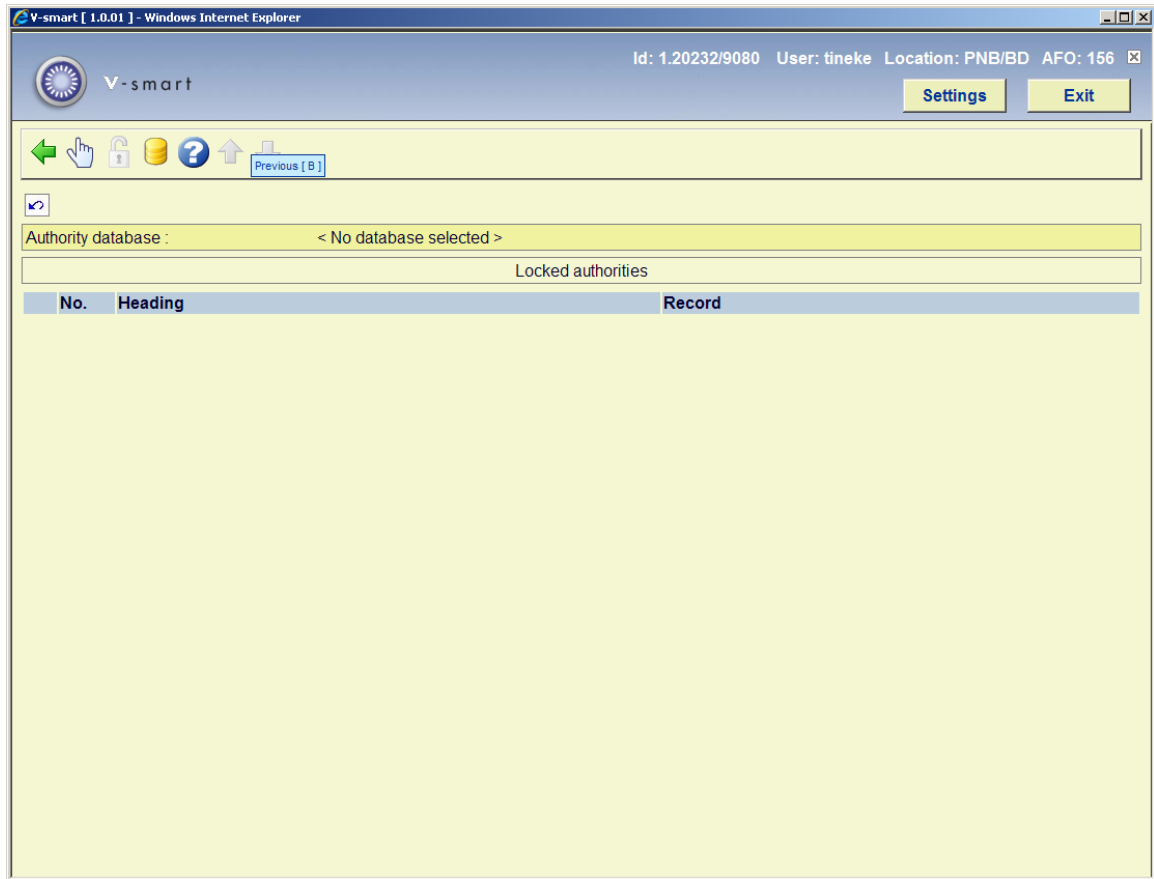 V-smart [ 1.0.01 ] - Windows Internet Explorer
Id: 1.20232/9080 User: tineke Location: PNB/BD AFO: 156
V-smart
Settings Exit
Previous [ B ]
Authority database : < No database selected >
Locked authorities
No. Heading Record